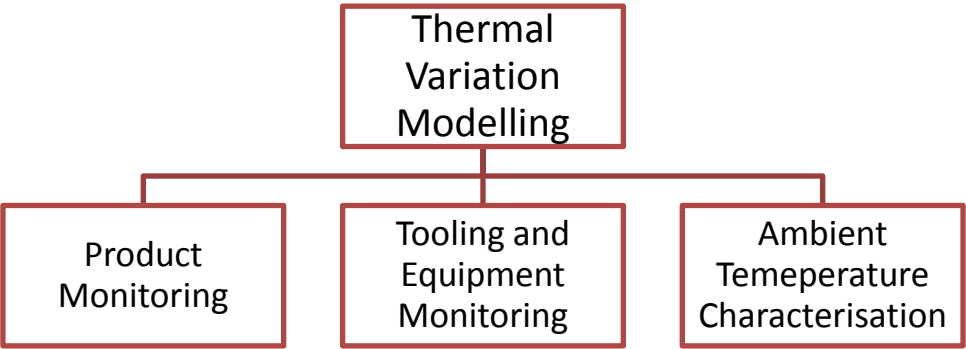 Thermal
Variation
Modelling
Product
Monitoring
Tooling and
Equipment
Monitoring
Ambient
Temeperature
Characterisation